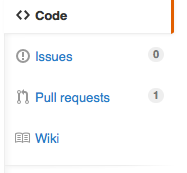 Code
Issues 0
Pull requests 1
Wiki